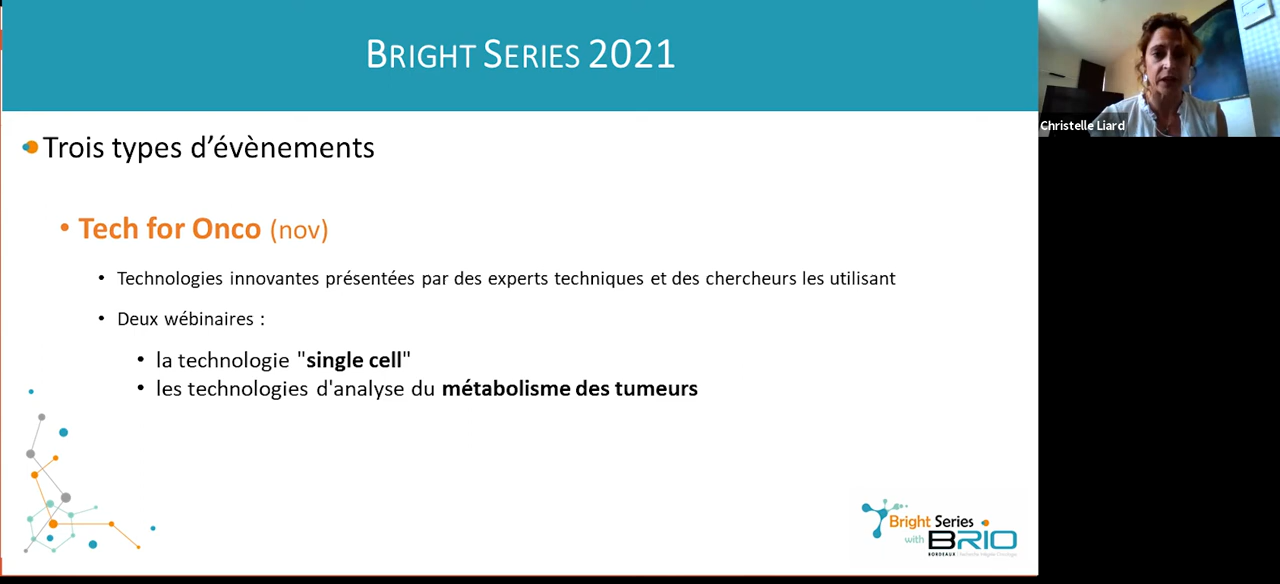 BRIGHT SERIES 2021
Christelle Liard
Trois types d’évènements
• Tech for Onco (nov)
• Technologies innovantes présentées par des experts techniques et des chercheurs les utilisant
• Deux wébinaires :
• la technologie "single cell"
• les technologies d'analyse du métabolisme des tumeurs
Bright Series
with BRIO
BORDEAUX